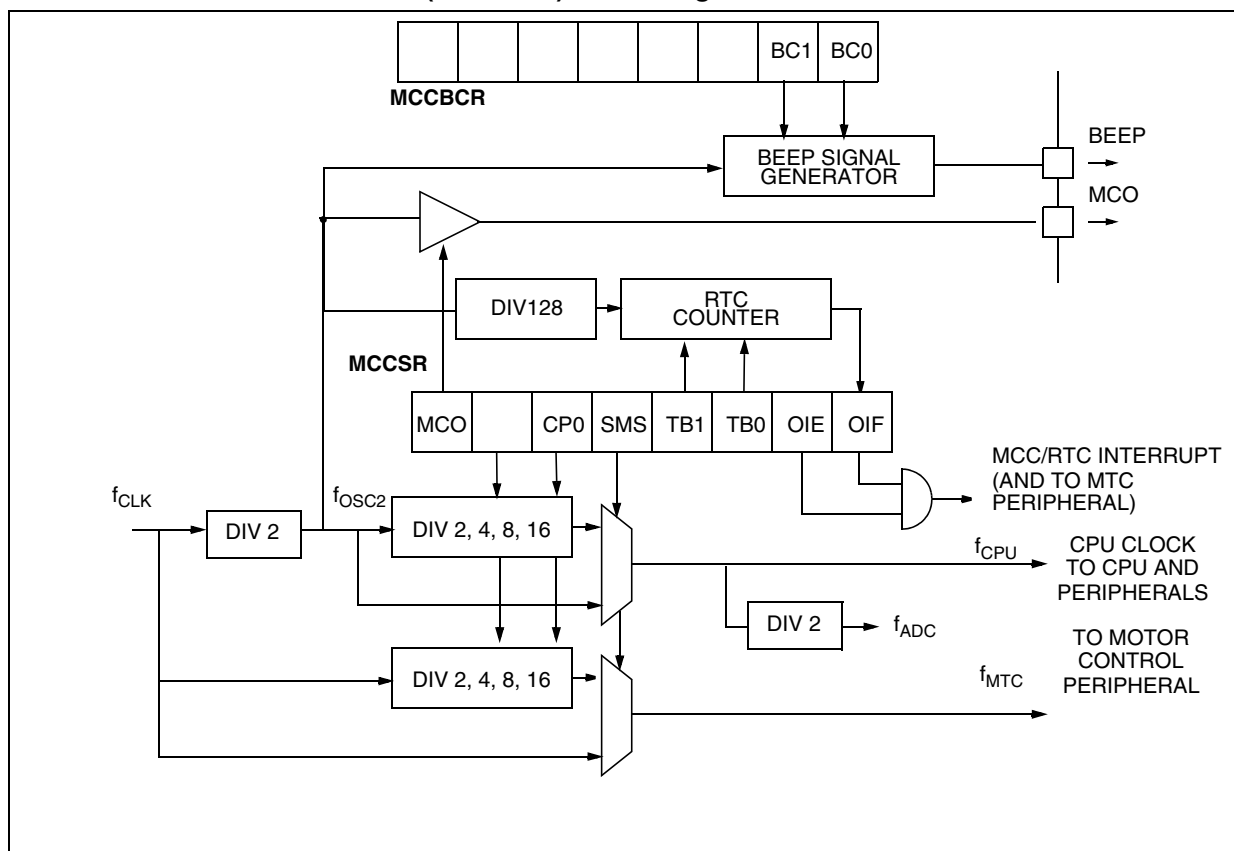 BC1 BC0
MCCBCR
BEEP SIGNAL
GENERATOR
BEEP
MCO
DIV128
RTC
COUNTER
MCCSR
MCO CP0 SMS TB1 TB0 OIE OIF
MCC/RTC INTERRUPT
(AND TO MTC
PERIPHERAL)
fCLK
DIV 2
fOSC2
DIV 2, 4, 8, 16
fCPU
CPU CLOCK
TO CPU AND
PERIPHERALS
DIV 2
fADC
DIV 2, 4, 8, 16
fMTC
TO MOTOR
CONTROL
PERIPHERAL